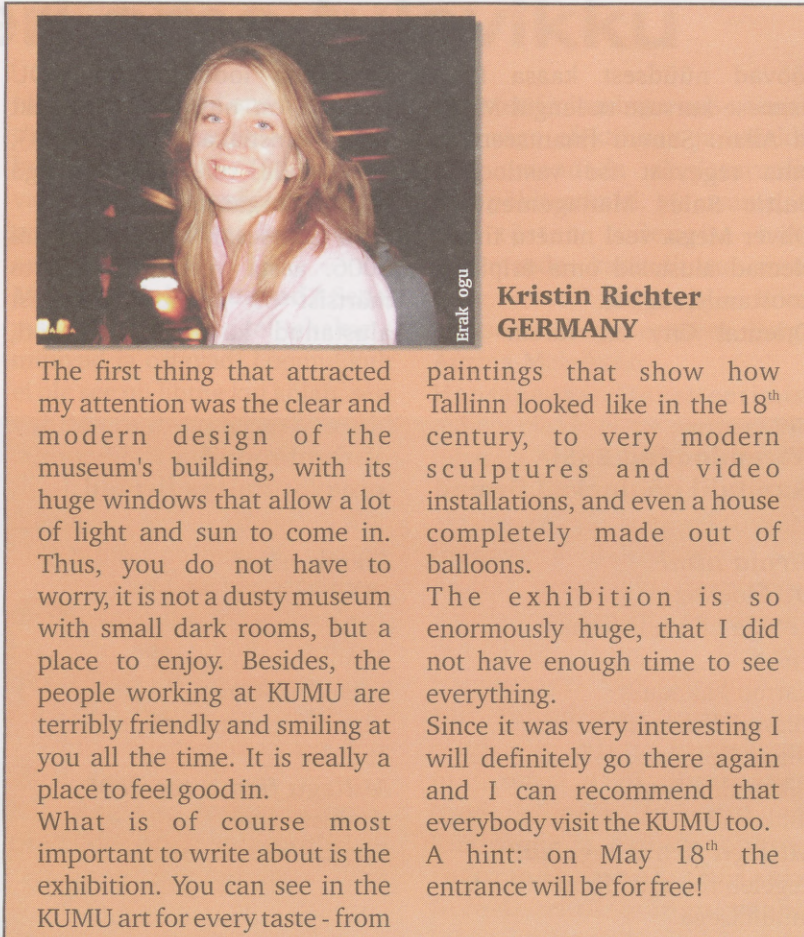 Erak ogu
Kristin Richter
GERMANY
The first thing that attracted
my attention was the clear and
modern design of the
museum's building, with its
huge windows that allow a lot
of light and sun to come in.
Thus, you do not have to
worry, it is not a dusty museum
with small dark rooms, but a
place to enjoy. Besides, the
people working at KUMU are
terribly friendly and smiling at
you all the time. It is really a
place to feel good in.
What is of course most
important to write about is the
exhibition. You can see in the
KUMU art for every taste - from
paintings that show how
Tallinn looked like in the 18th
century, to very modern
sculptures and video
installations, and even a house
completely made out of
balloons.
The exhibition is so
enormously huge, that I did
not have enough time to see
everything.
Since it was very interesting I
will definitely go there again
and I can recommend that
everybody visit the KUMU too.
A hint: on May 18th the
entrance will be for free!